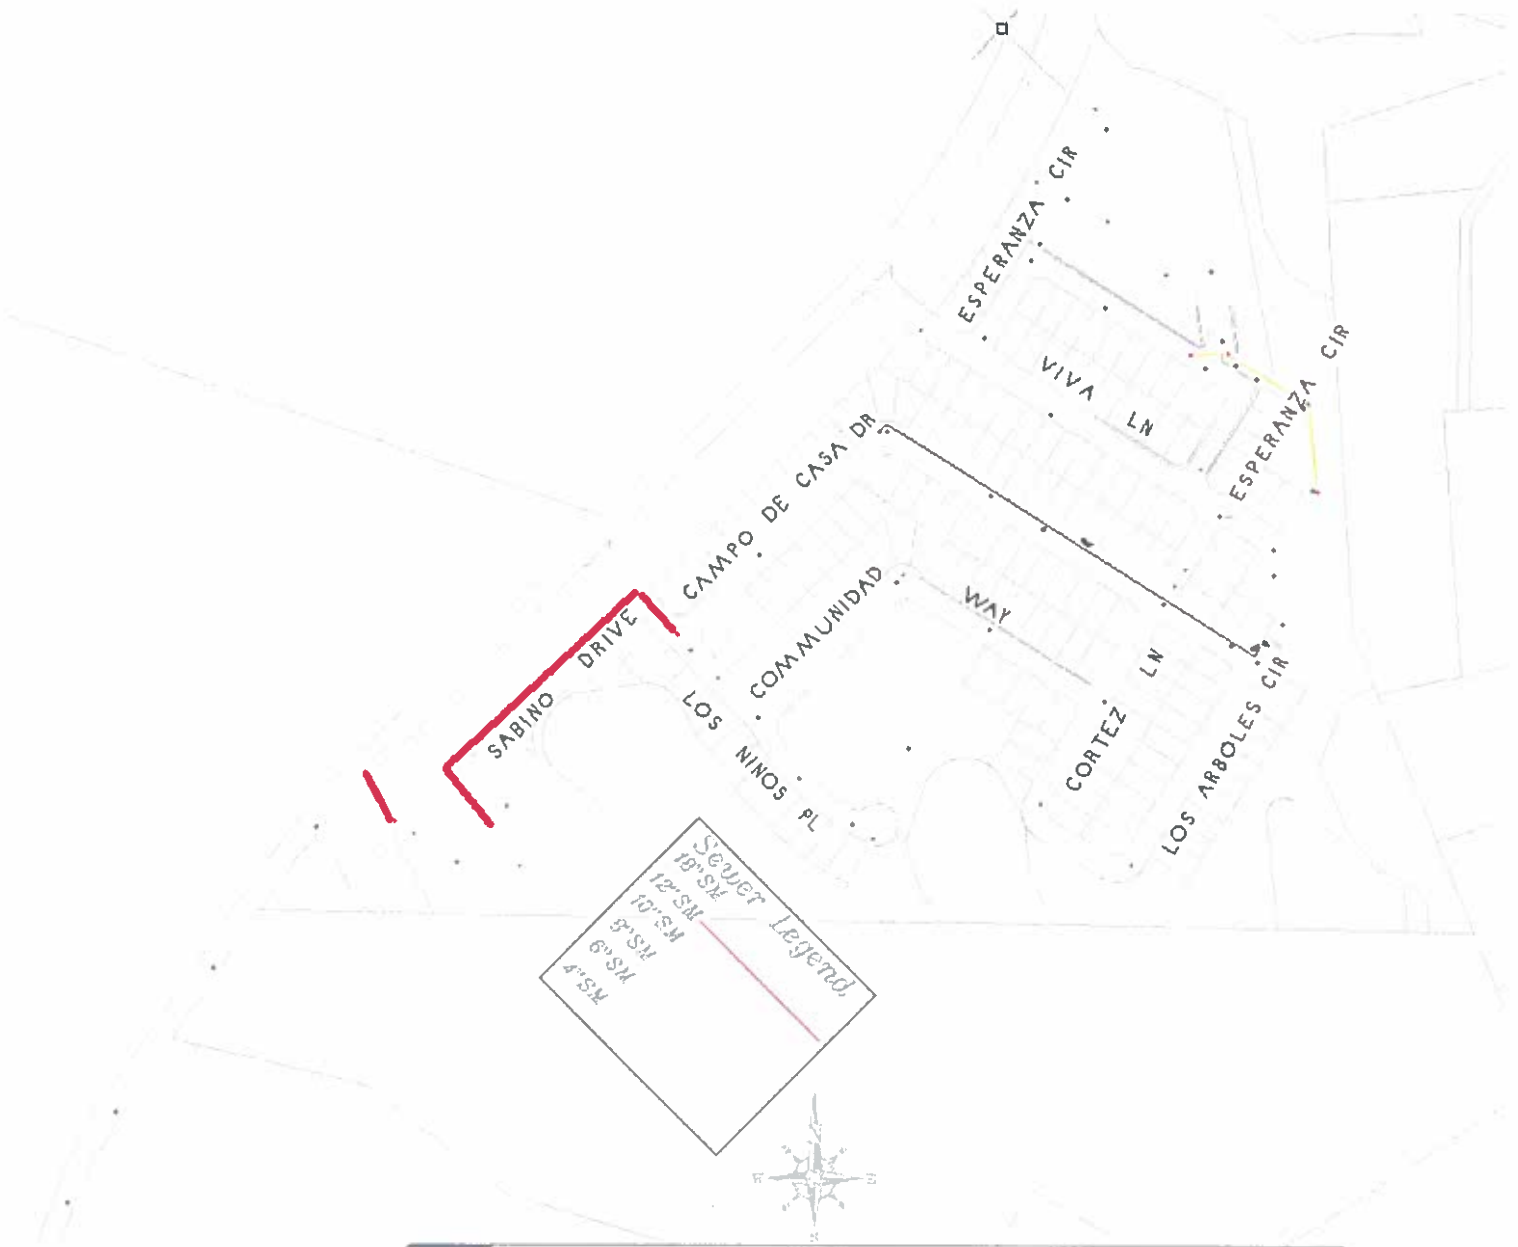 ESPERANZA CIR
VIVA LN
ESPERANZA CIR
CAMPO DE CASA DR
COMMUNIDAD WAY
SABINO DRIVE
LOS NINOS PL
CORTEZ LN
LOS ARBOLES CIR
Sewer Legend
18"SM
12"SM
10"SM
8"SM
6"SM
4"SM